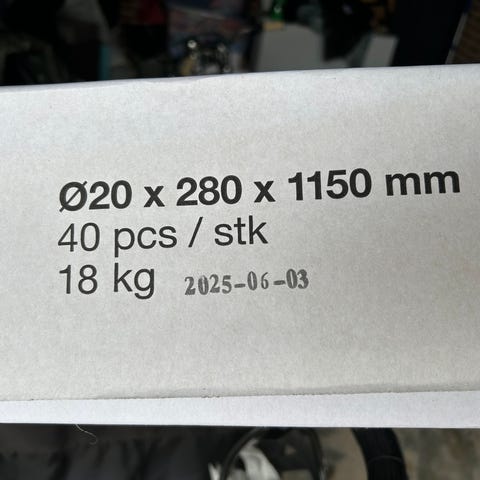 Ø20 x 280 x 1150 mm
40 pcs / stk
18 kg 2025-06-03